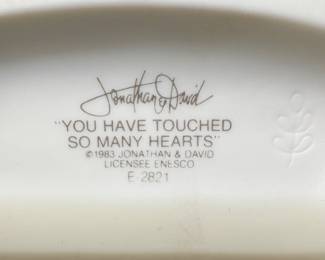 Jonathan & David
"YOU HAVE TOUCHED
SO MANY HEARTS"
©1983 JONATHAN & DAVID
LICENSEE ENESCO
E 2821